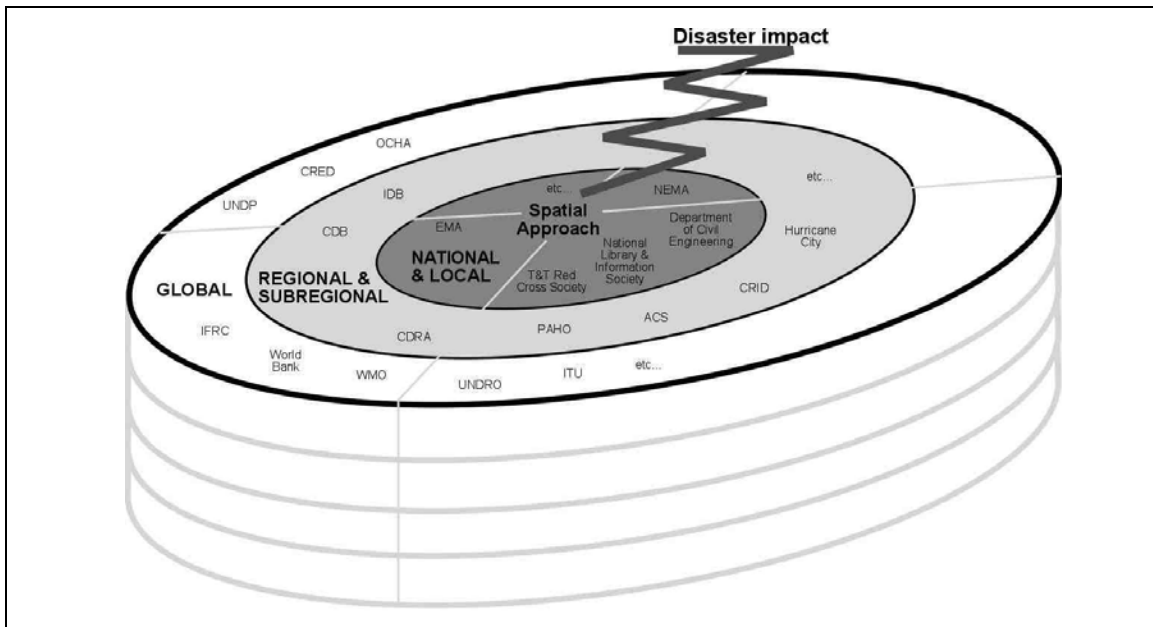 Disaster impact
OCHA
CRED
UNDP
IDB
CDB
etc...
NEMA
etc...
EMA
Spatial
Approach
Department
of Civil
Engineering
Hurricane
City
NATIONAL
& LOCAL
National
Library &
Information
Society
T&T Red
Cross Society
REGIONAL &
SUBREGIONAL
GLOBAL
CRID
IFRC
CDRA
PAHO
ACS
World
Bank
WMO
UNDRO
ITU
etc...